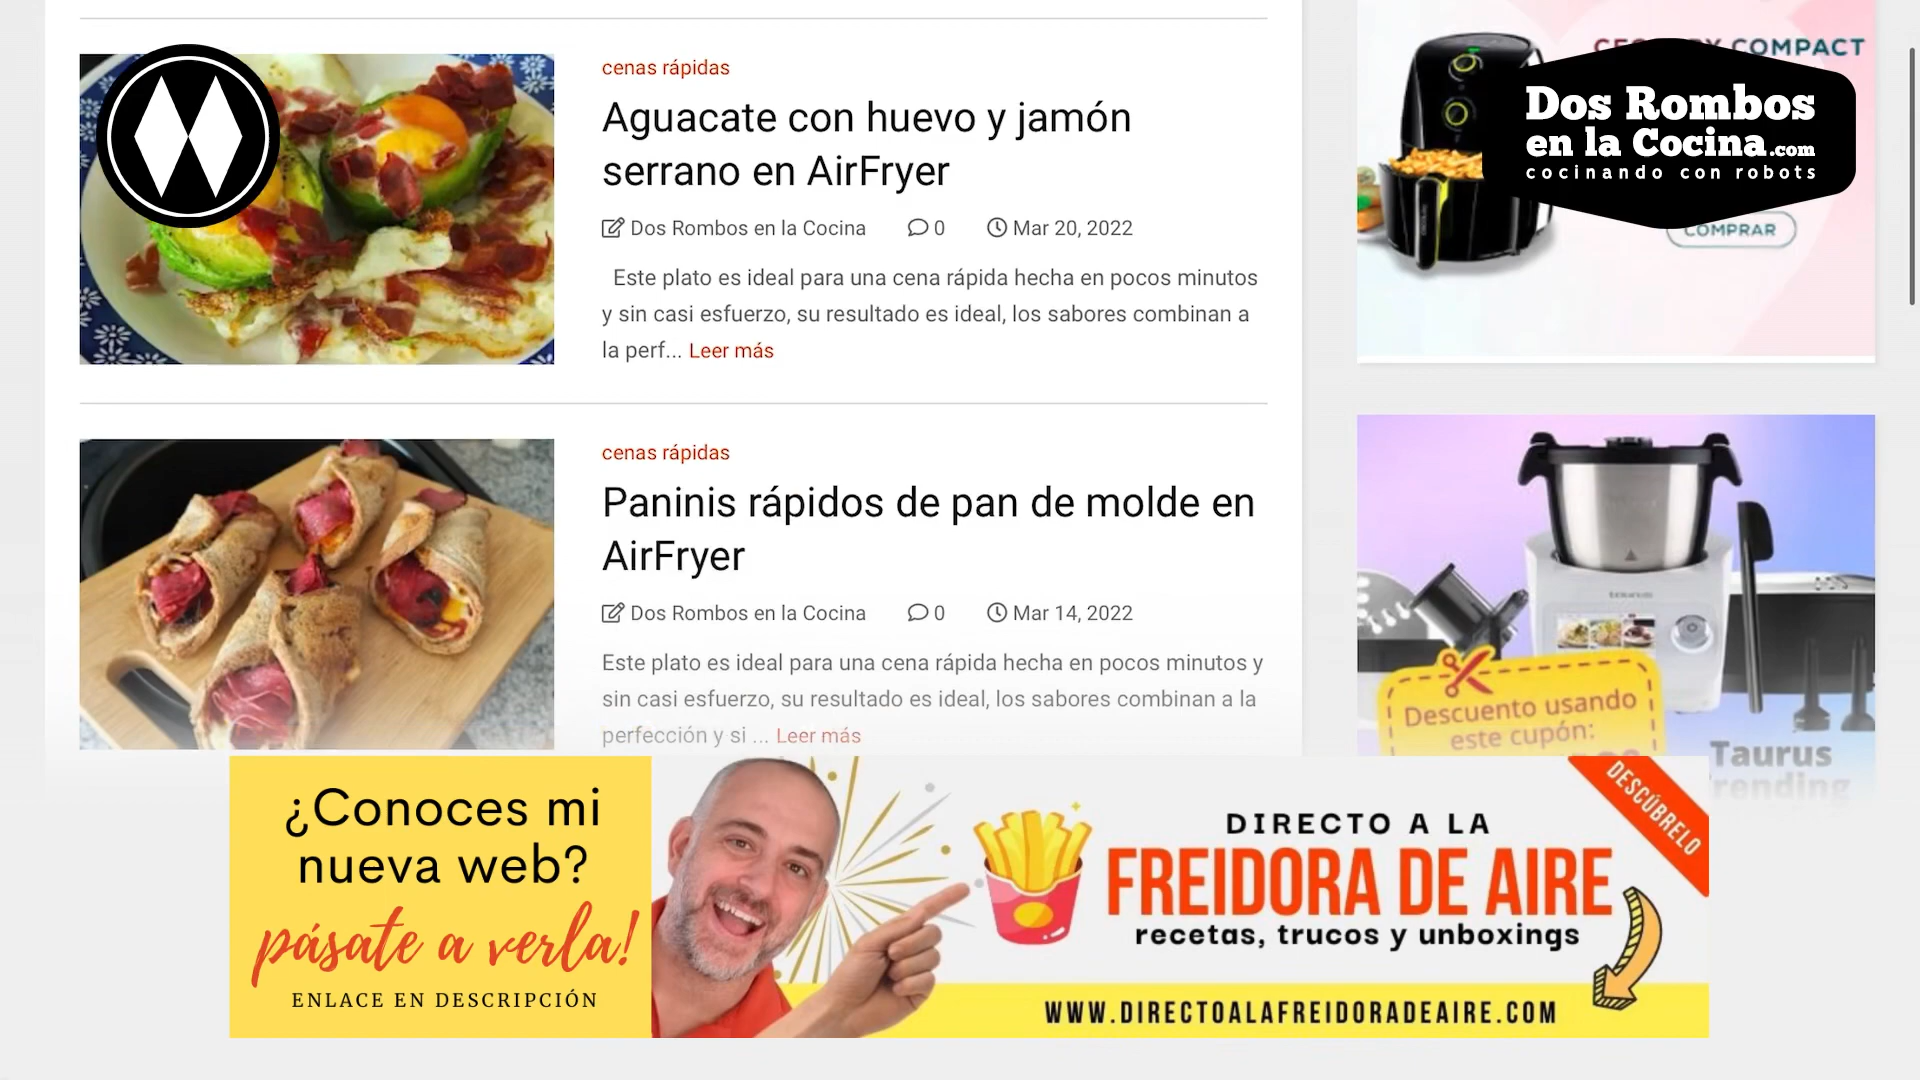 cenas rápidas
Aguacate con huevo y jamón
serrano en AirFryer
Dos Rombos en la Cocina 0 Mar 20, 2022
Este plato es ideal para una cena rápida hecha en pocos minutos
y sin casi esfuerzo, su resultado es ideal, los sabores combinan a
la perf... Leer más
cenas rápidas
Paninis rápidos de pan de molde en
AirFryer
Dos Rombos en la Cocina 0 Mar 14, 2022
Este plato es ideal para una cena rápida hecha en pocos minutos y
sin casi esfuerzo, su resultado es ideal, los sabores combinan a la
perfección y si ... Leer más
COMPACT
Dos Rombos
en la Cocina.com
cocinando con robots
COMPRAR
taurus
Descuento usando
este cupón:
Taurus
¿Conoces mi
nueva web?
pásate a verla!
ENLACE EN DESCRIPCIÓN
DIRECTO A LA
FREIDORA DE AIRE
recetas, trucos y unboxings
WWW.DIRECTOALAFREIDORADEAIRE.COM
DESCÚBRELO